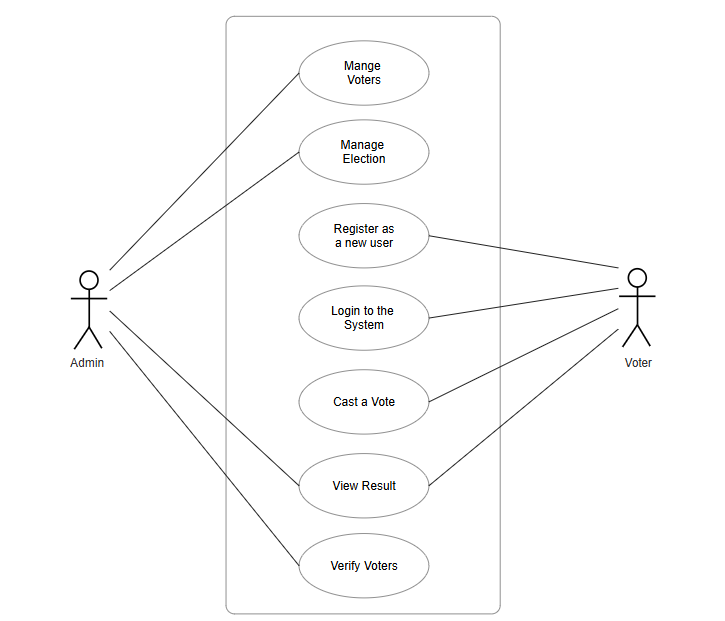 Mange
Voters
Manage
Election
Register as
a new user
Login to the
System
Admin
Voter
Cast a Vote
View Result
Verify Voters